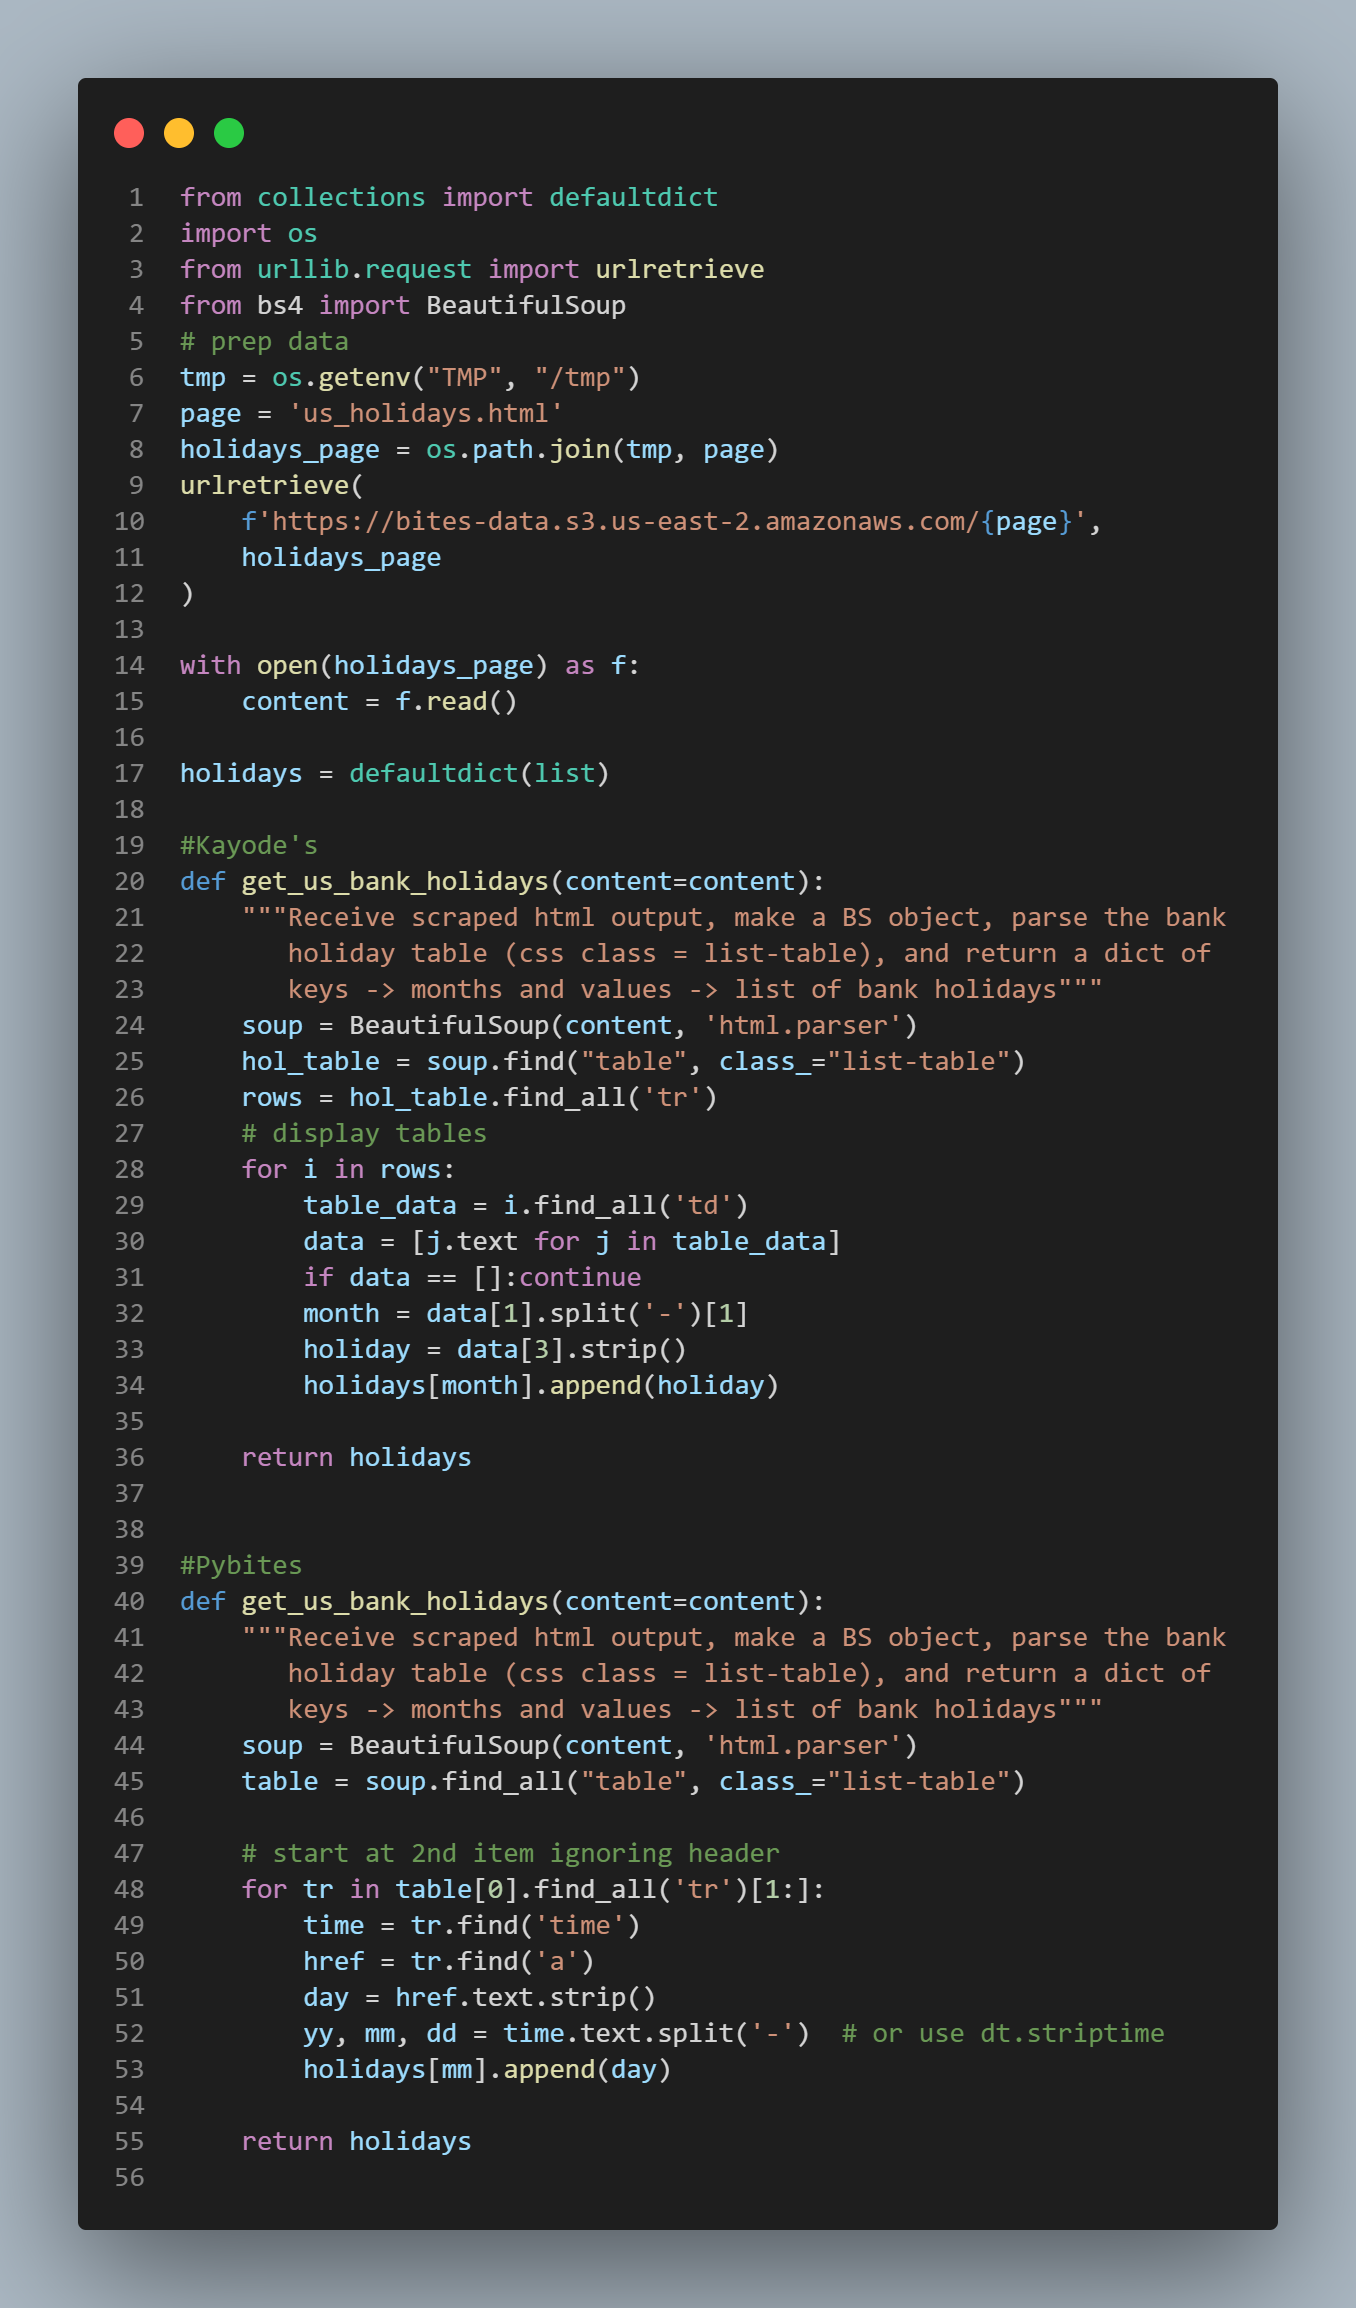 1 from collections import defaultdict
2 import os
3 from urllib.request import urlretrieve
4 from bs4 import BeautifulSoup
5 # prep data
6 tmp = os.getenv("TMP", "/tmp")
7 page = 'us_holidays.html'
8 holidays_page = os.path.join(tmp, page)
9 urlretrieve(
10     f'https://bites-data.s3.us-east-2.amazonaws.com/{page}',
11     holidays_page
12 )
13
14 with open(holidays_page) as f:
15     content = f.read()
16
17 holidays = defaultdict(list)
18
19 #Kayode's
20 def get_us_bank_holidays(content=content):
21     """Receive scraped html output, make a BS object, parse the bank
22        holiday table (css class = list-table), and return a dict of
23        keys -> months and values -> list of bank holidays"""
24     soup = BeautifulSoup(content, 'html.parser')
25     hol_table = soup.find("table", class_="list-table")
26     rows = hol_table.find_all('tr')
27     # display tables
28     for i in rows:
29         table_data = i.find_all('td')
30         data = [j.text for j in table_data]
31         if data == []:continue
32         month = data[1].split('-')[1]
33         holiday = data[3].strip()
34         holidays[month].append(holiday)
35
36     return holidays
37
38
39 #Pybites
40 def get_us_bank_holidays(content=content):
41     """Receive scraped html output, make a BS object, parse the bank
42        holiday table (css class = list-table), and return a dict of
43        keys -> months and values -> list of bank holidays"""
44     soup = BeautifulSoup(content, 'html.parser')
45     table = soup.find_all("table", class_="list-table")
46
47     # start at 2nd item ignoring header
48     for tr in table[0].find_all('tr')[1:]:
49         time = tr.find('time')
50         href = tr.find('a')
51         day = href.text.strip()
52         yy, mm, dd = time.text.split('-')  # or use dt.striptime
53         holidays[mm].append(day)
54
55     return holidays
56